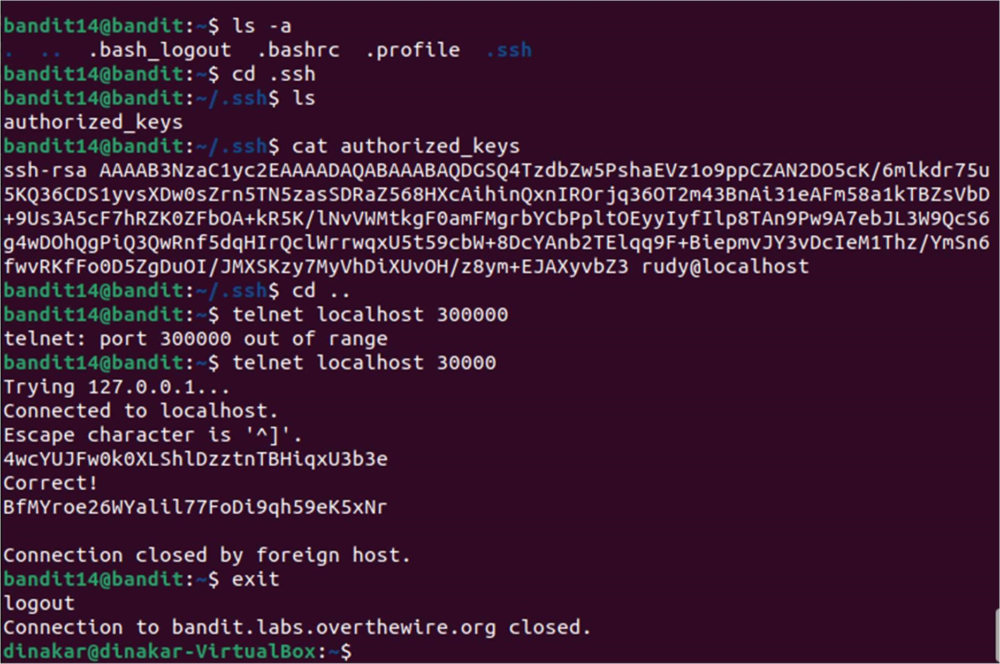 bandit14@bandit:~$ ls -a
.  ..  .bash_logout  .bashrc  .profile  .ssh
bandit14@bandit:~$ cd .ssh
bandit14@bandit:~/.ssh$ ls
authorized_keys
bandit14@bandit:~/.ssh$ cat authorized_keys
ssh-rsa AAAAB3NzaC1yc2EAAAADAQABAAABAQDGSQ4TzdbZw5PshaEVz1o9ppCZAN2DO5cK/6mlkdr75u
5KQ36CDS1yvsXDw0sZrn5TN5zasSDRaZ568HXcAihinQxnIROrjq36OT2m43BnAi31eAFm58a1kTBZsVbD
+9Us3A5cF7hRZK0ZFbOA+kR5K/lNvVWMtkgF0amFMgrbYCbPpltOEyyIyfIlp8TAn9Pw9A7ebJL3W9QcS6
g4wDOhQgPiQ3QwRnf5dqHIrQclWrrwqxU5t59cbW+8DcYAnb2TElqq9F+BiepmvJY3vDcIeM1Thz/YmSn6
fwvRKfFo0D5ZgDuOI/JMXSKzy7MyVhDiXUvOH/z8ym+EJAXyvbZ3 rudy@localhost
bandit14@bandit:~/.ssh$ cd ..
bandit14@bandit:~$ telnet localhost 300000
telnet: port 300000 out of range
bandit14@bandit:~$ telnet localhost 30000
Trying 127.0.0.1...
Connected to localhost.
Escape character is '^]'.
4wcYUJFw0k0XLShlDzztnTBHiqxU3b3e
Correct!
BfMYroe26WYalil77FoDi9qh59eK5xNr
Connection closed by foreign host.
bandit14@bandit:~$ exit
logout
Connection to bandit.labs.overthewire.org closed.
dinakar@dinakar-VirtualBox:~$